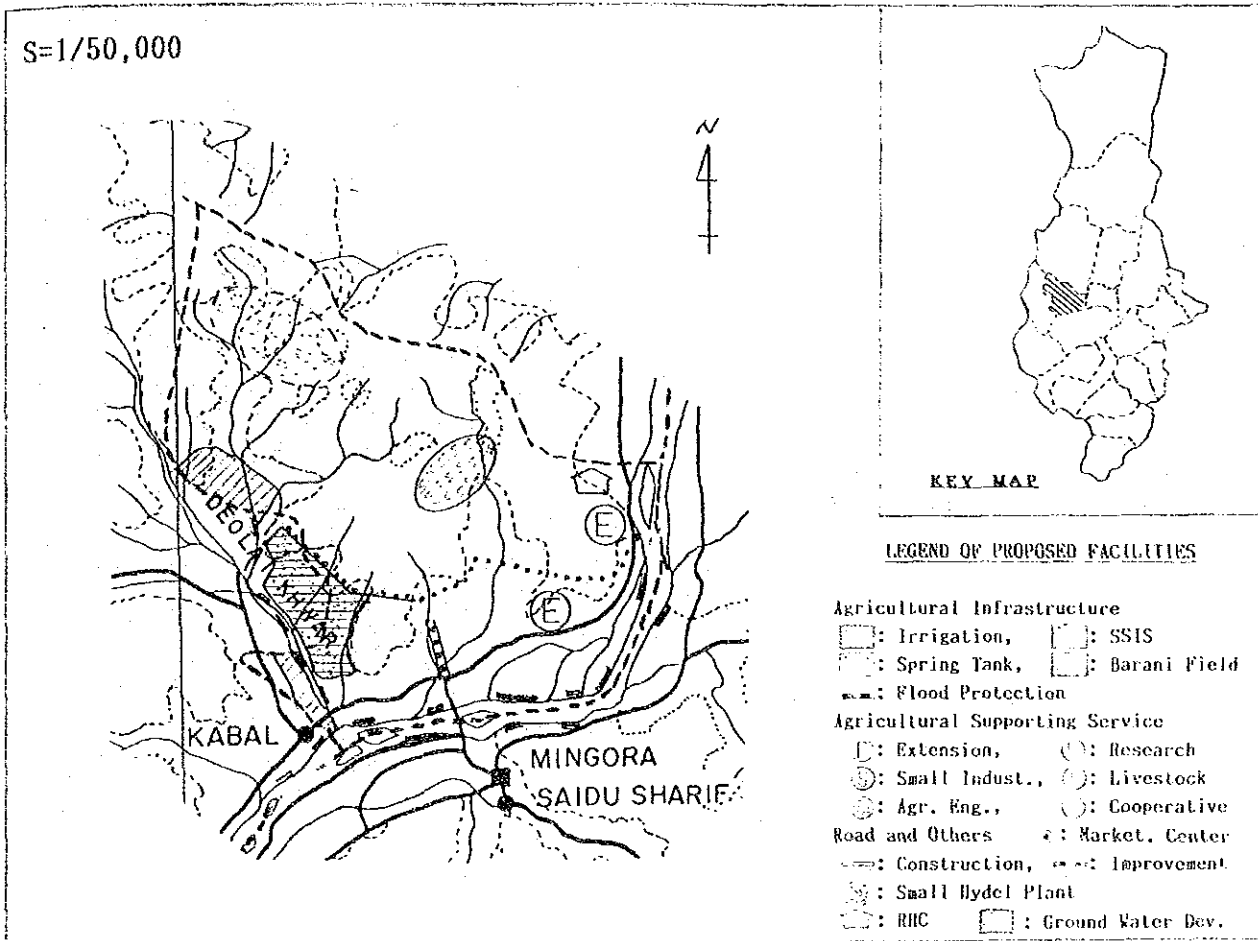 S=1/50,000
N
KEY MAP
DEOLAI
E
E
KABAL
MINGORA
SAIDU SHARIF
LEGEND OF PROPOSED FACILITIES
Agricultural Infrastructure
: Irrigation, : SSIS
: Spring Tank, : Barani Field
: Flood Protection
Agricultural Supporting Service
: Extension, : Research
: Small Indust., : Livestock
: Agr. Eng., : Cooperative
Road and Others : Market. Center
: Construction, : Improvement
: Small Hydel Plant
: RHC : Ground Water Dev.